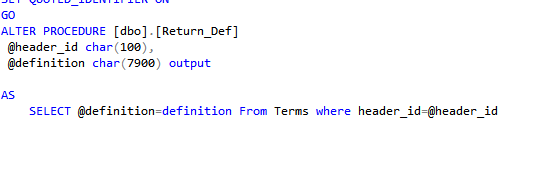 SET QUOTED_IDENTIFIER ON
GO
ALTER PROCEDURE [dbo].[Return_Def]
@header_id char(100),
@definition char(7900) output
AS
SELECT @definition=definition From Terms where header_id=@header_id